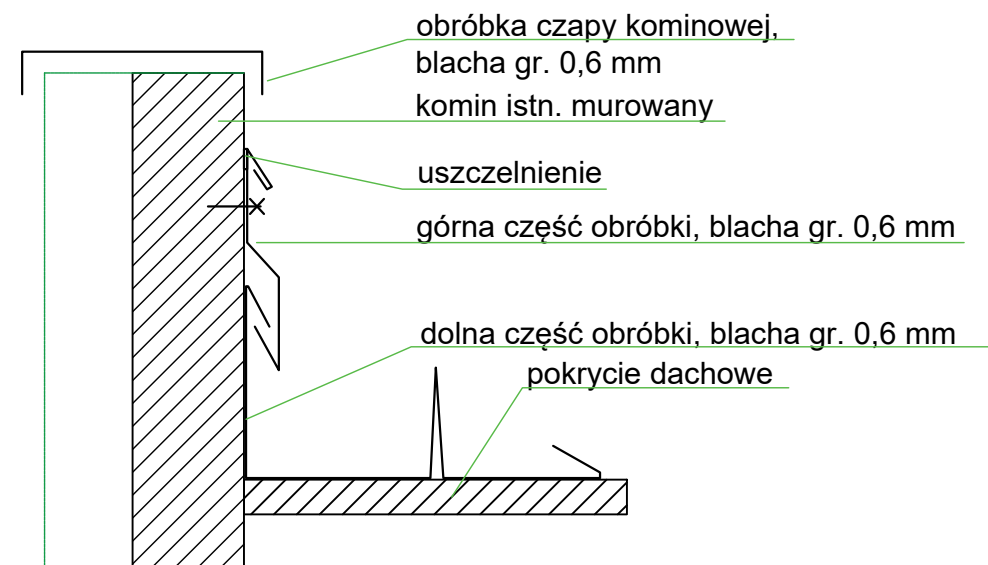 obróbka czapy kominowej,
blacha gr. 0,6 mm
komin istn. murowany
uszczelnienie
górna część obróbki, blacha gr. 0,6 mm
dolna część obróbki, blacha gr. 0,6 mm
pokrycie dachowe